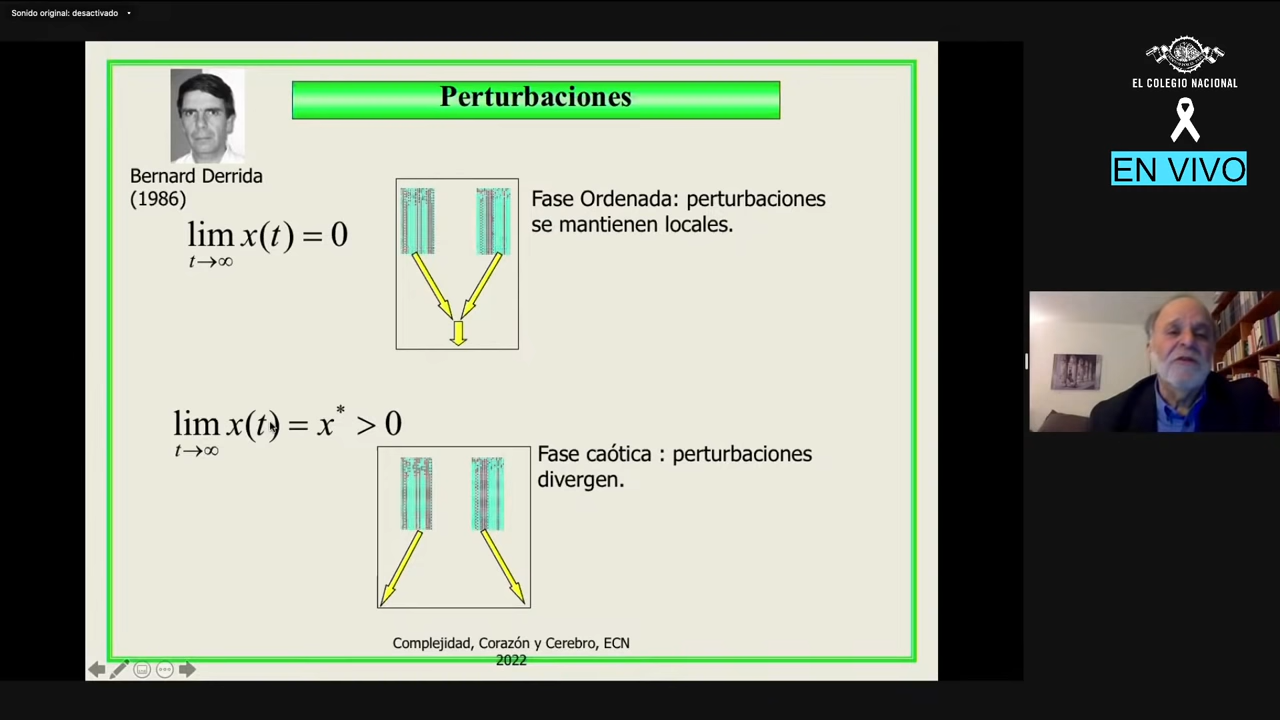 Sonido original: desactivado
EL COLEGIO NACIONAL
EN VIVO
Perturbaciones
Bernard Derrida
(1986)
lim x(t) = 0
t→∞
Fase Ordenada: perturbaciones
se mantienen locales.
lim x(t) = x* > 0
t→∞
Fase caótica : perturbaciones
divergen.
Complejidad, Corazón y Cerebro, ECN
2022